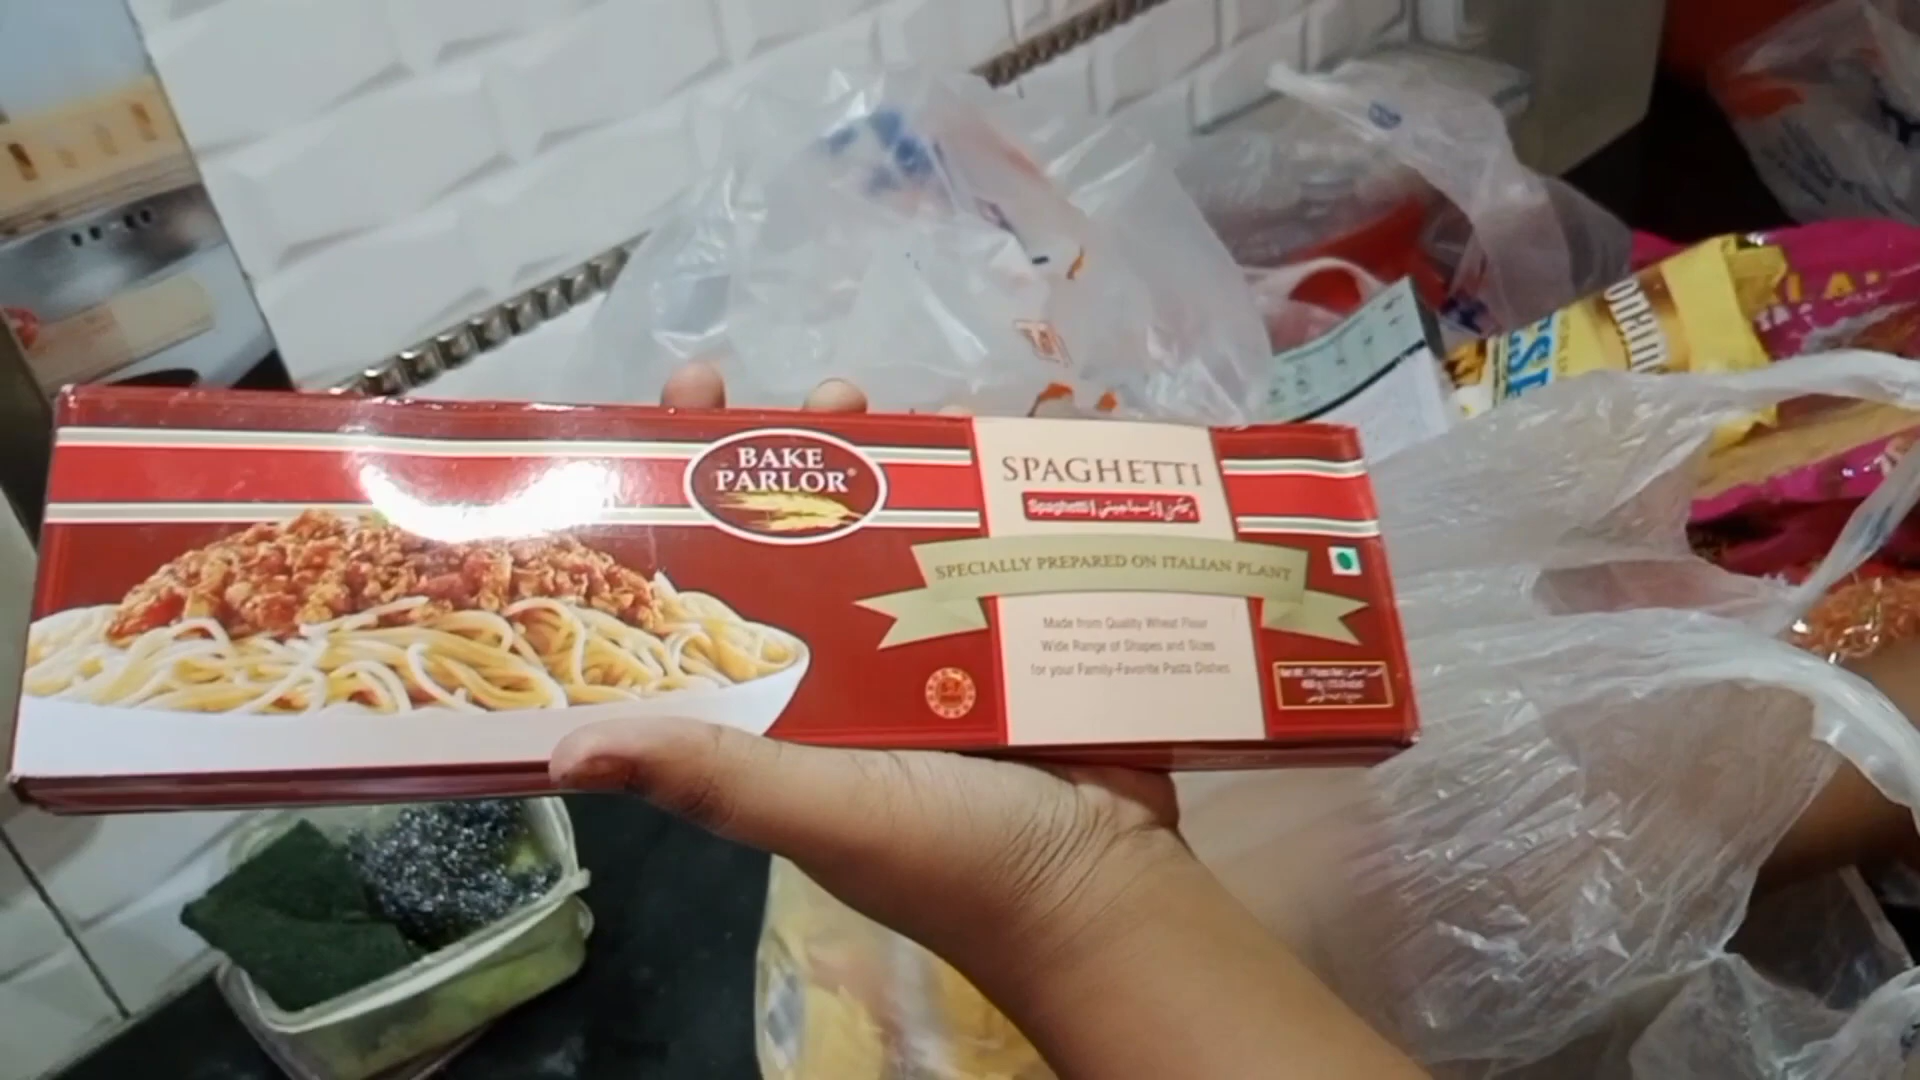 BAKE
PARLOR®
SPAGHETTI
Spaghetti
SPECIALLY PREPARED ON ITALIAN PLANT
Made from Quality Wheat Flour
Wide Range of Shapes and Sizes
for your Family-Favorite Pasta Dishes